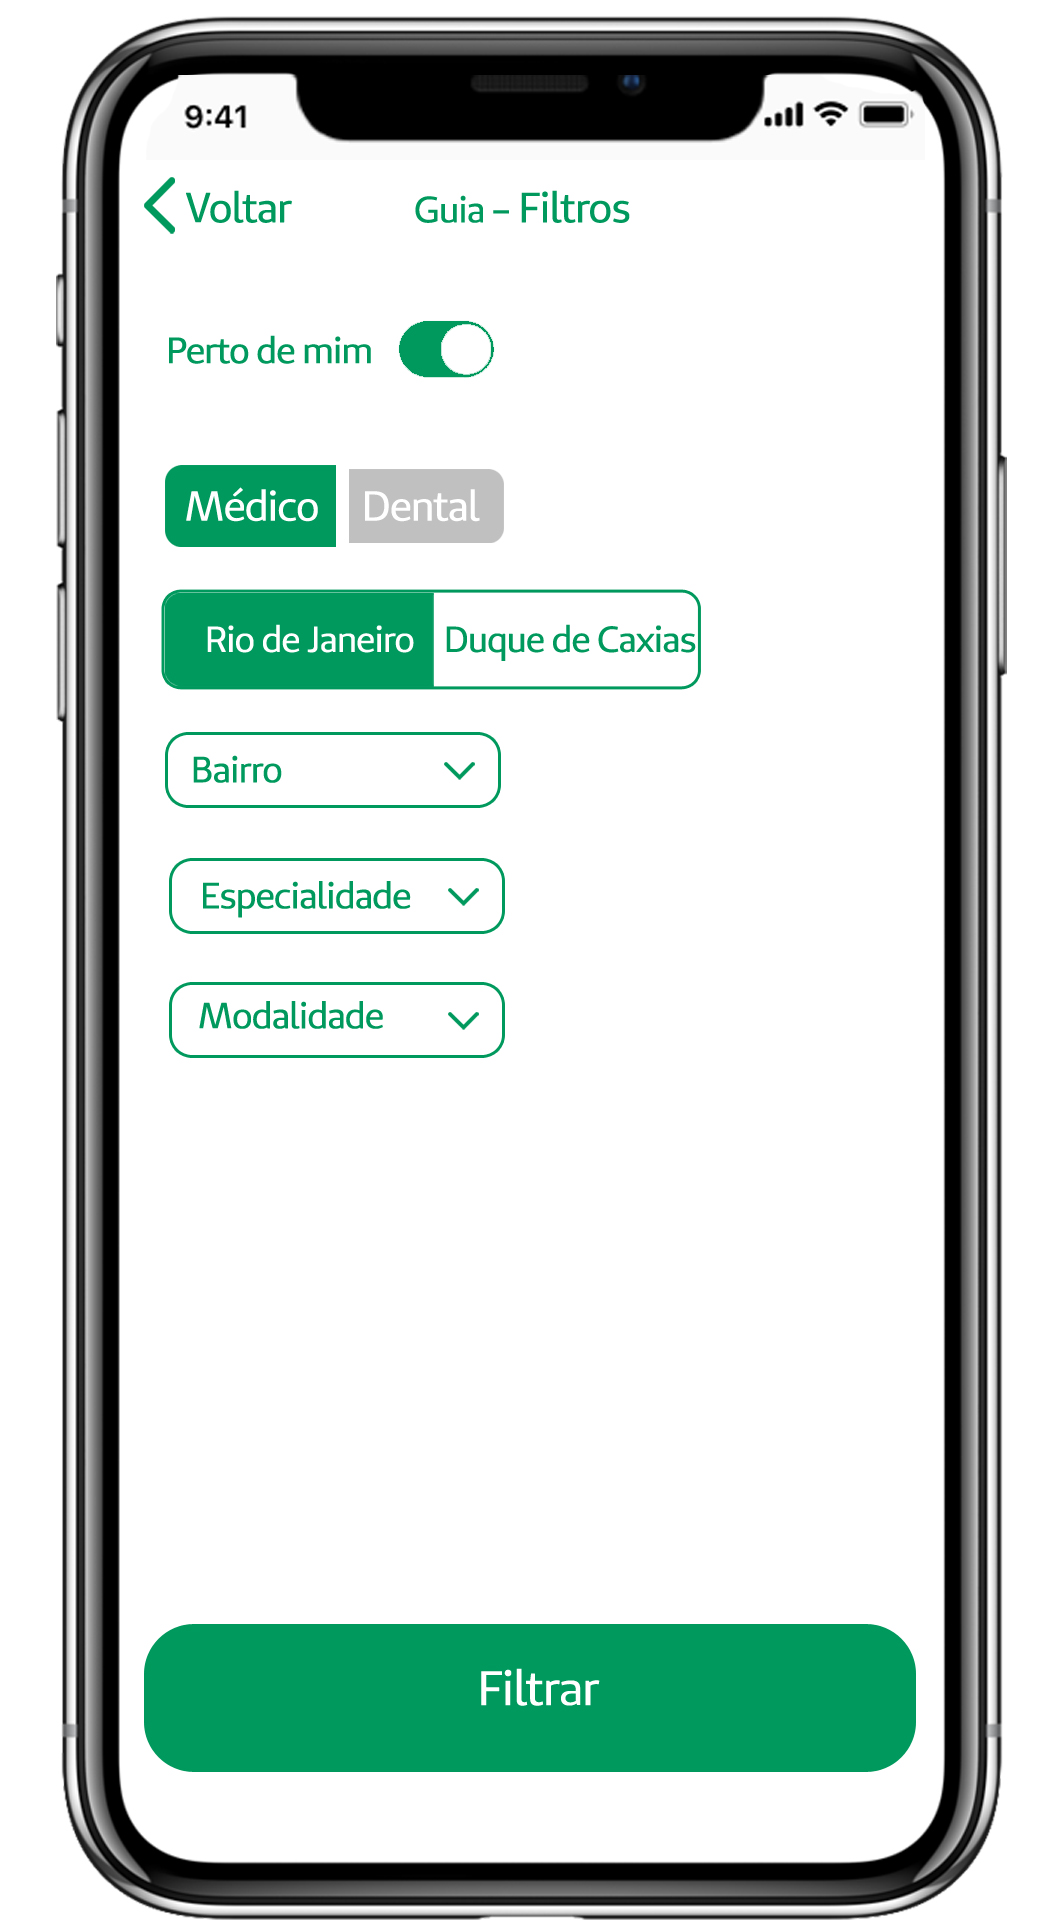 9:41
Voltar Guia – Filtros
Perto de mim
Médico Dental
Rio de Janeiro Duque de Caxias
Bairro
Especialidade
Modalidade
Filtrar